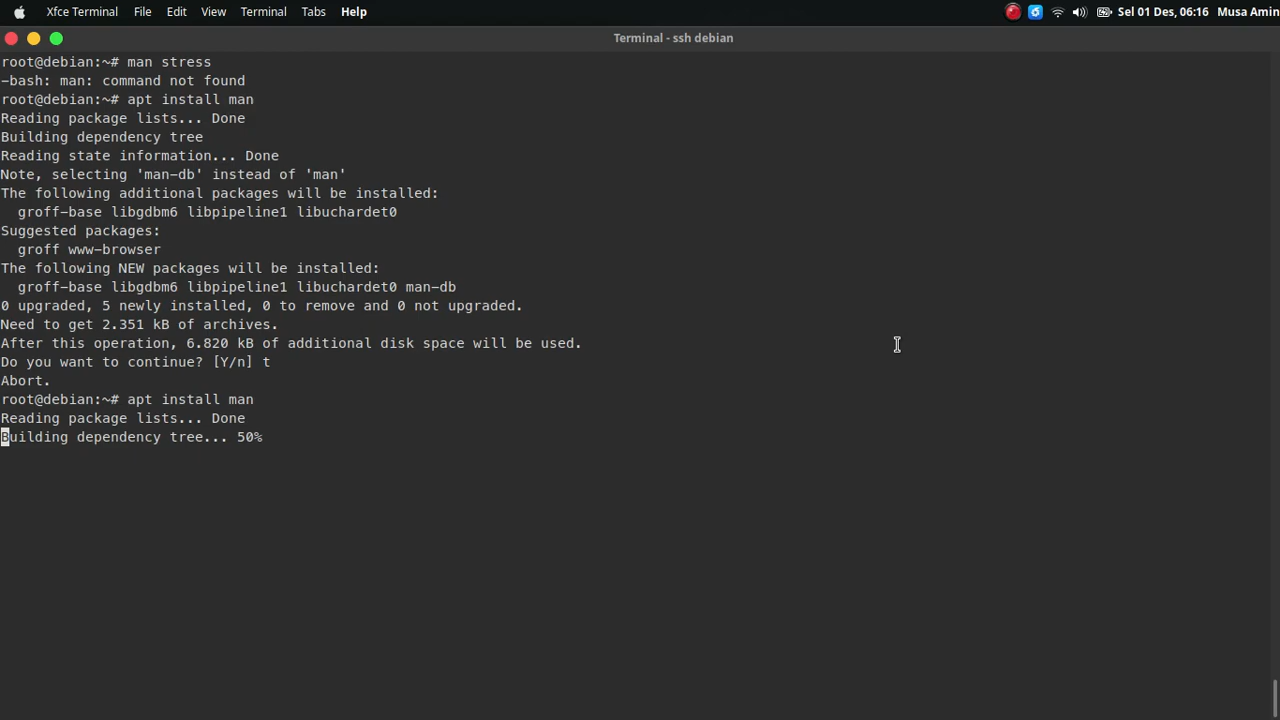 Xfce Terminal File Edit View Terminal Tabs Help Sel 01 Des, 06:16 Musa Amin
Terminal - ssh debian
root@debian:~# man stress
-bash: man: command not found
root@debian:~# apt install man
Reading package lists... Done
Building dependency tree
Reading state information... Done
Note, selecting 'man-db' instead of 'man'
The following additional packages will be installed:
  groff-base libgdbm6 libpipeline1 libuchardet0
Suggested packages:
  groff www-browser
The following NEW packages will be installed:
  groff-base libgdbm6 libpipeline1 libuchardet0 man-db
0 upgraded, 5 newly installed, 0 to remove and 0 not upgraded.
Need to get 2.351 kB of archives.
After this operation, 6.820 kB of additional disk space will be used.
Do you want to continue? [Y/n] t
Abort.
root@debian:~# apt install man
Reading package lists... Done
Building dependency tree... 50%